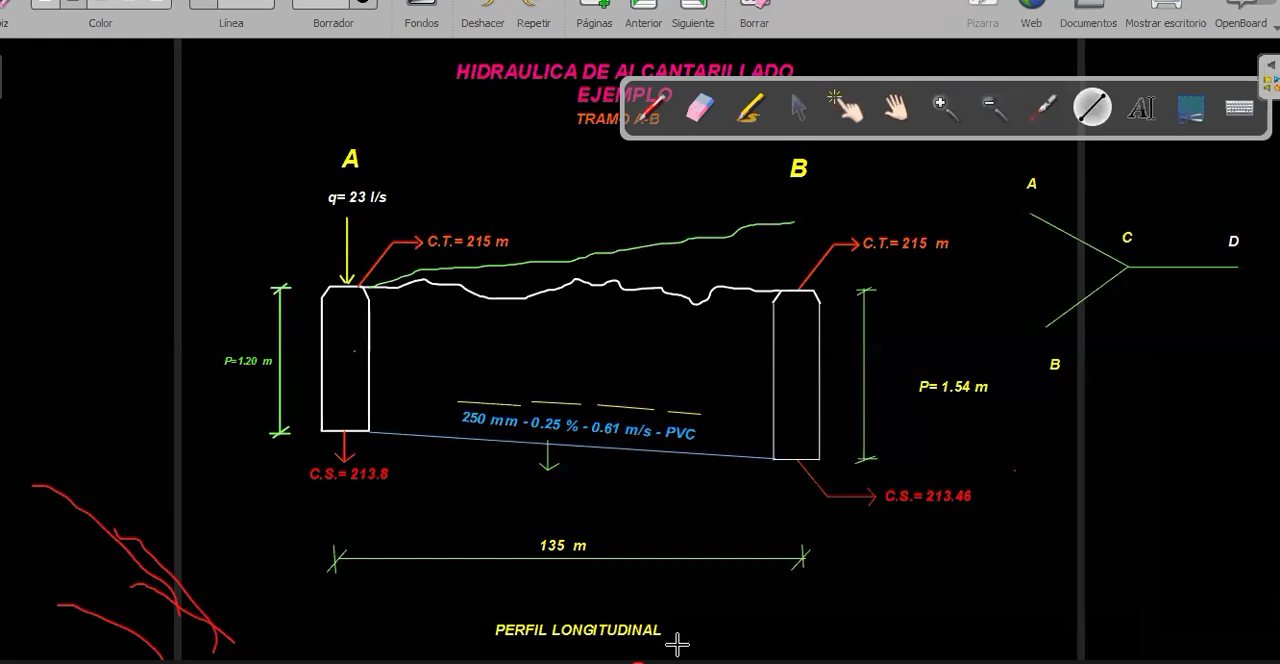 Color
Línea
Borrador
Fondos
Deshacer
Repetir
Páginas
Anterior
Siguiente
Borrar
Pizarra
Web
Documentos
Mostrar escritorio
OpenBoard
HIDRAULICA DE ALCANTARILLADO
EJEMPLO
TRAMO A-B
A
B
q= 23 l/s
C.T.= 215 m
C.T.= 215 m
A
C
D
B
P=1.20 m
P= 1.54 m
250 mm - 0.25 % - 0.61 m/s - PVC
C.S.= 213.8
C.S.= 213.46
135 m
PERFIL LONGITUDINAL